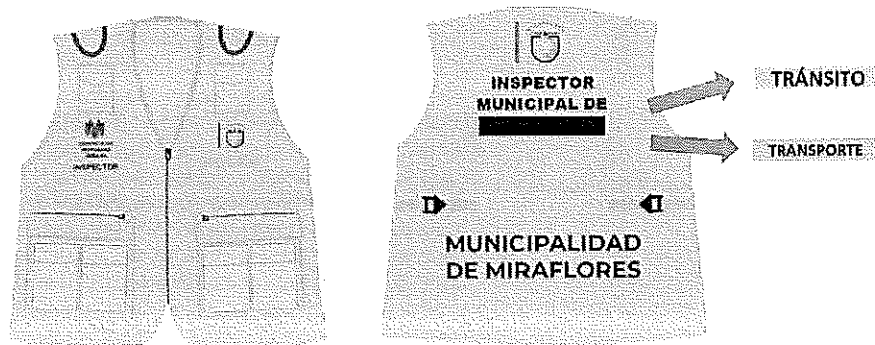 INSPECTOR
INSPECTOR
MUNICIPAL DE
TRÁNSITO
TRANSPORTE
MUNICIPALIDAD
DE MIRAFLORES